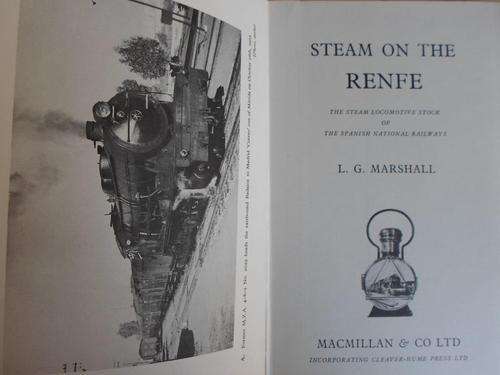 STEAM ON THE
RENFE
THE STEAM LOCOMOTIVE STOCK
OF
THE SPANISH NATIONAL RAILWAYS
L. G. MARSHALL
MACMILLAN & CO LTD
INCORPORATING CLEAVER-HUME PRESS LTD